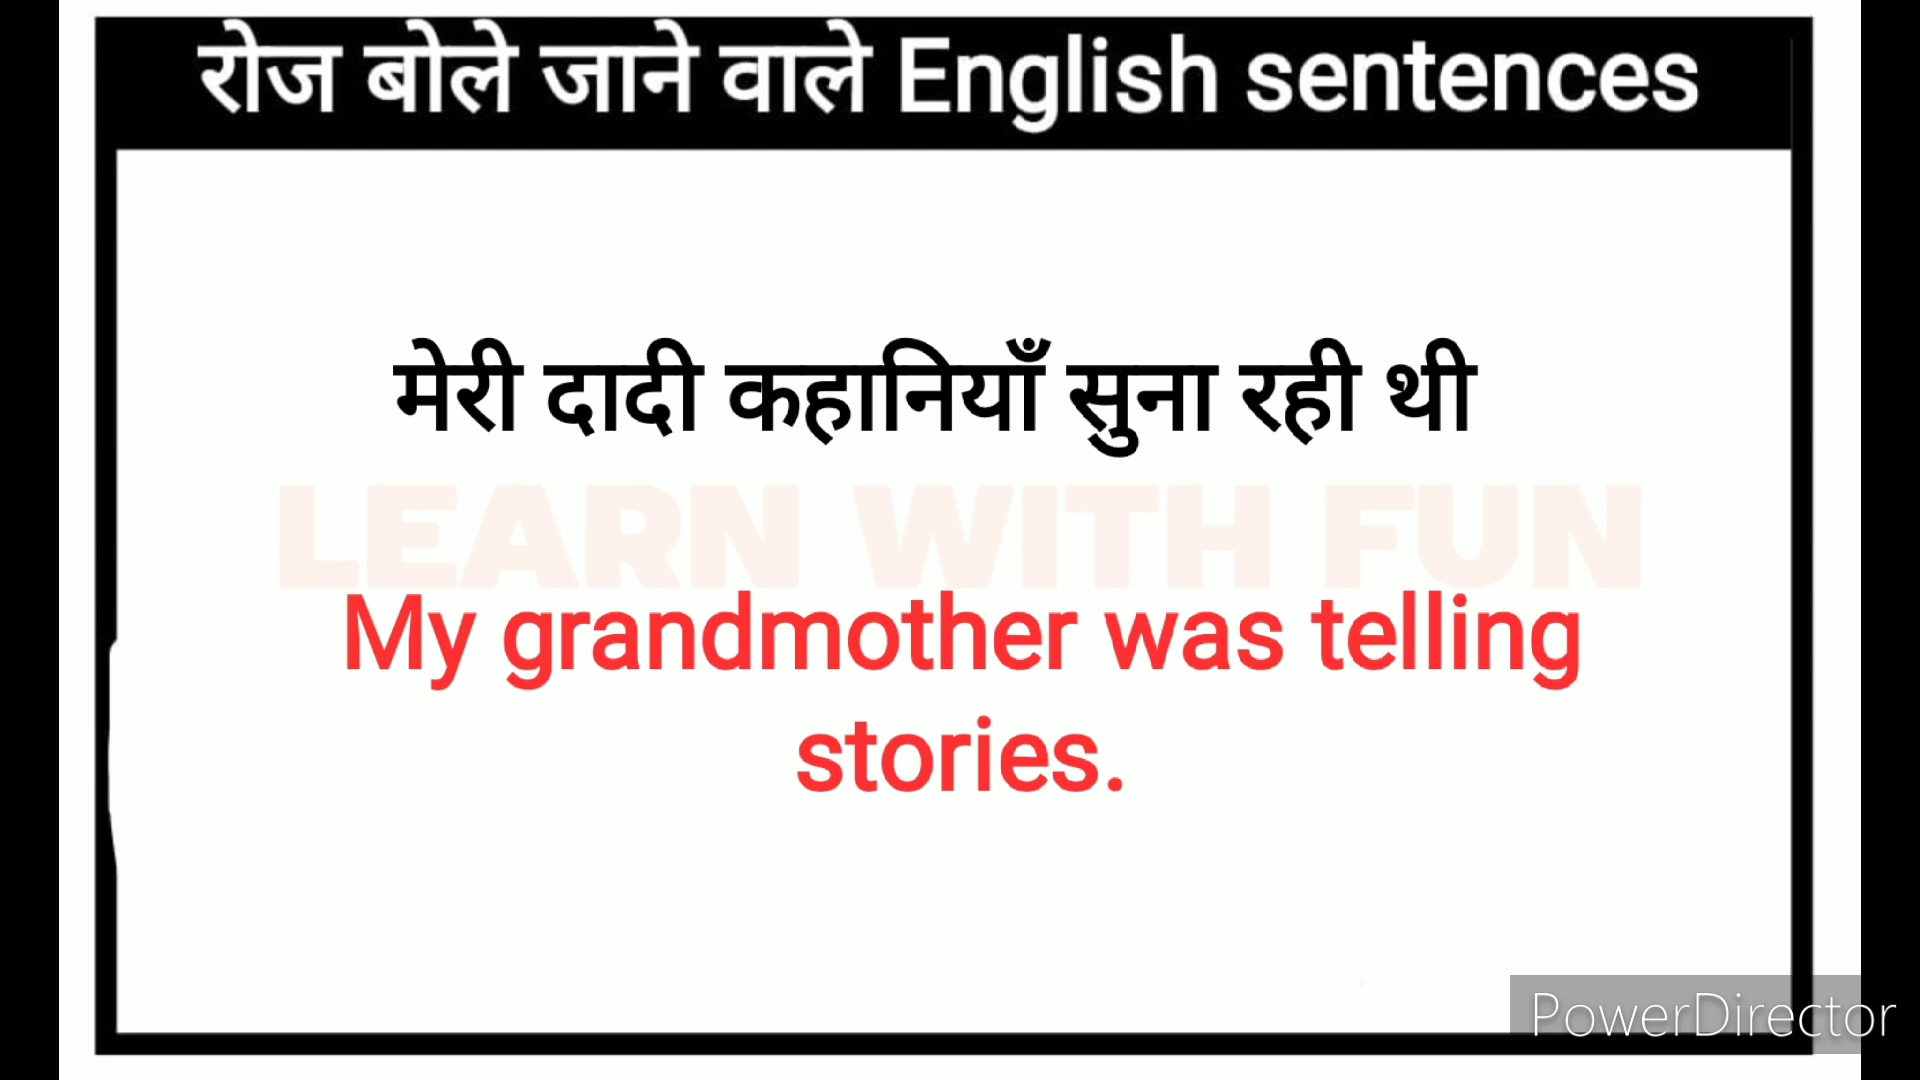 रोज बोले जाने वाले English sentences
मेरी दादी कहानियाँ सुना रही थी
LEARN WITH FUN
My grandmother was telling
stories.
PowerDirector